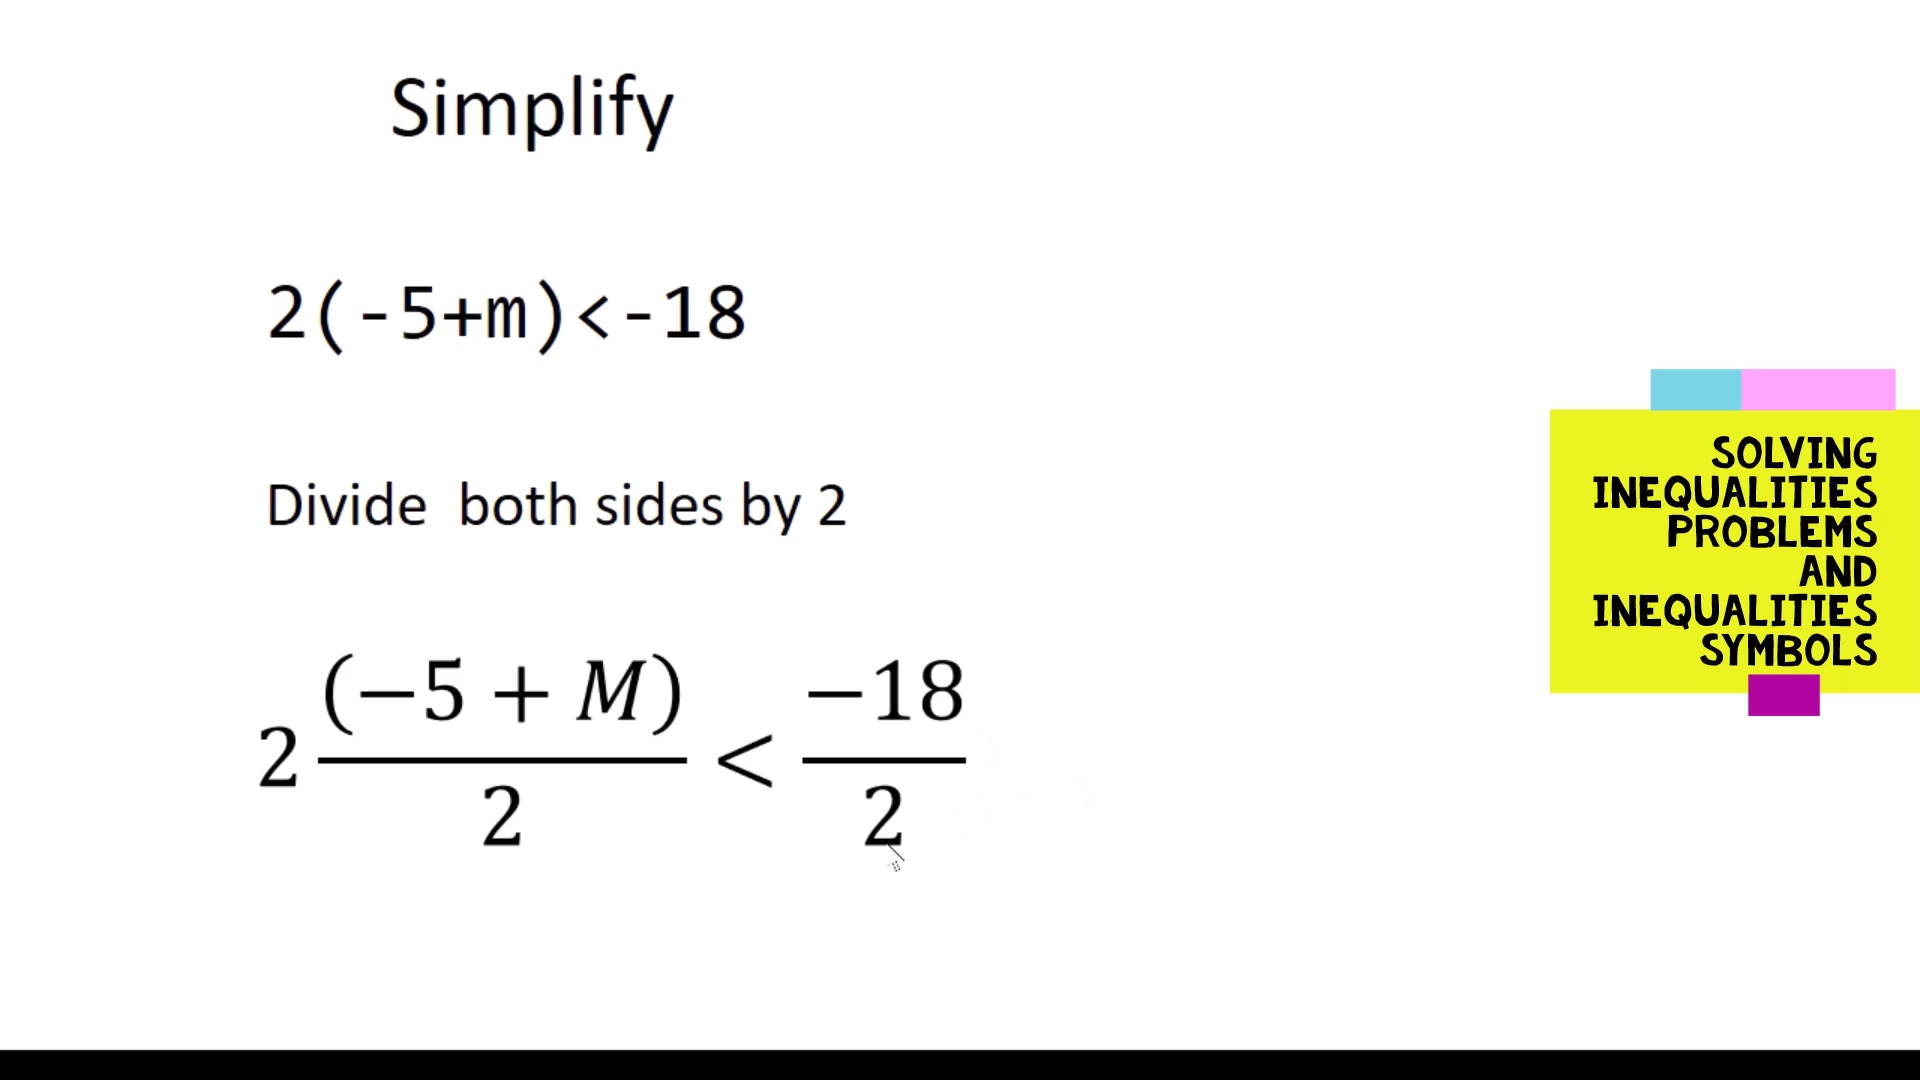 Simplify
2(-5+m)<-18
Divide both sides by 2
2 (−5 + M)/2 < −18/2
SOLVING
INEQUALITIES
PROBLEMS
AND
INEQUALITIES
SYMBOLS